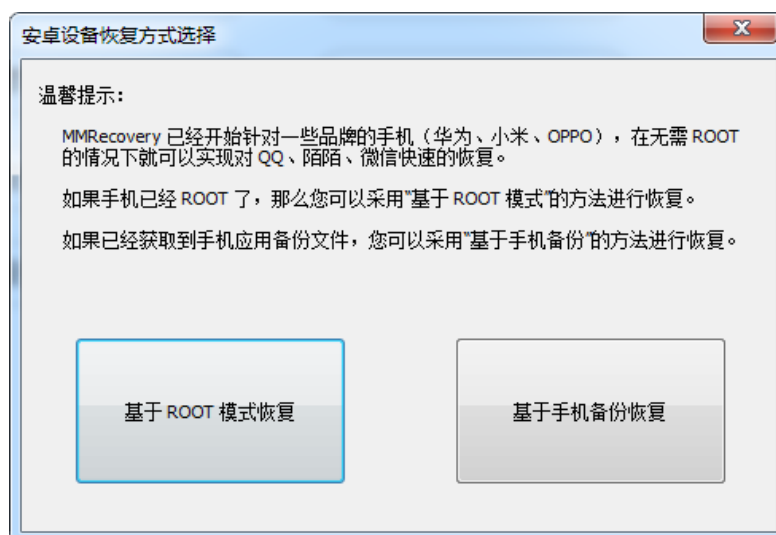 安卓设备恢复方式选择
温馨提示：
MMRecovery 已经开始针对一些品牌的手机（华为、小米、OPPO），在无需 ROOT
的情况下就可以实现对 QQ、陌陌、微信快速的恢复。
如果手机已经 ROOT 了，那么您可以采用"基于 ROOT 模式"的方法进行恢复。
如果已经获取到手机应用备份文件，您可以采用"基于手机备份"的方法进行恢复。
基于 ROOT 模式恢复
基于手机备份恢复